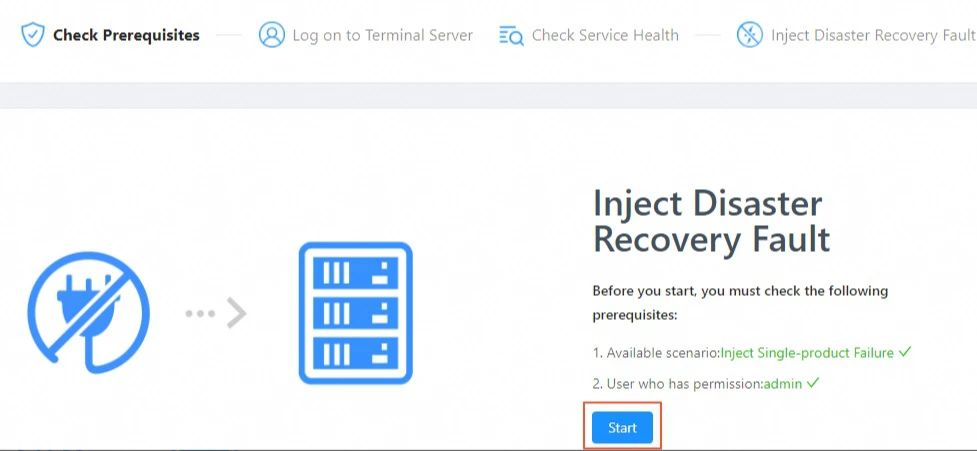 Check Prerequisites
Log on to Terminal Server
Check Service Health
Inject Disaster Recovery Fault
Inject Disaster
Recovery Fault
Before you start, you must check the following
prerequisites:
1. Available scenario:Inject Single-product Failure
2. User who has permission:admin
Start